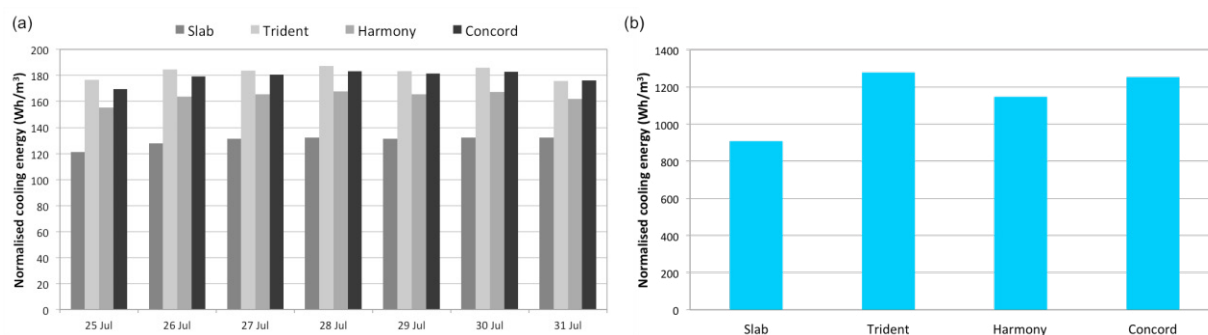 (a)
Slab Trident Harmony Concord
Normalised cooling energy (Wh/m³)
200
180
160
140
120
100
80
60
40
20
0
25 Jul 26 Jul 27 Jul 28 Jul 29 Jul 30 Jul 31 Jul
(b)
Normalised cooling energy (Wh/m³)
1400
1200
1000
800
600
400
200
0
Slab Trident Harmony Concord